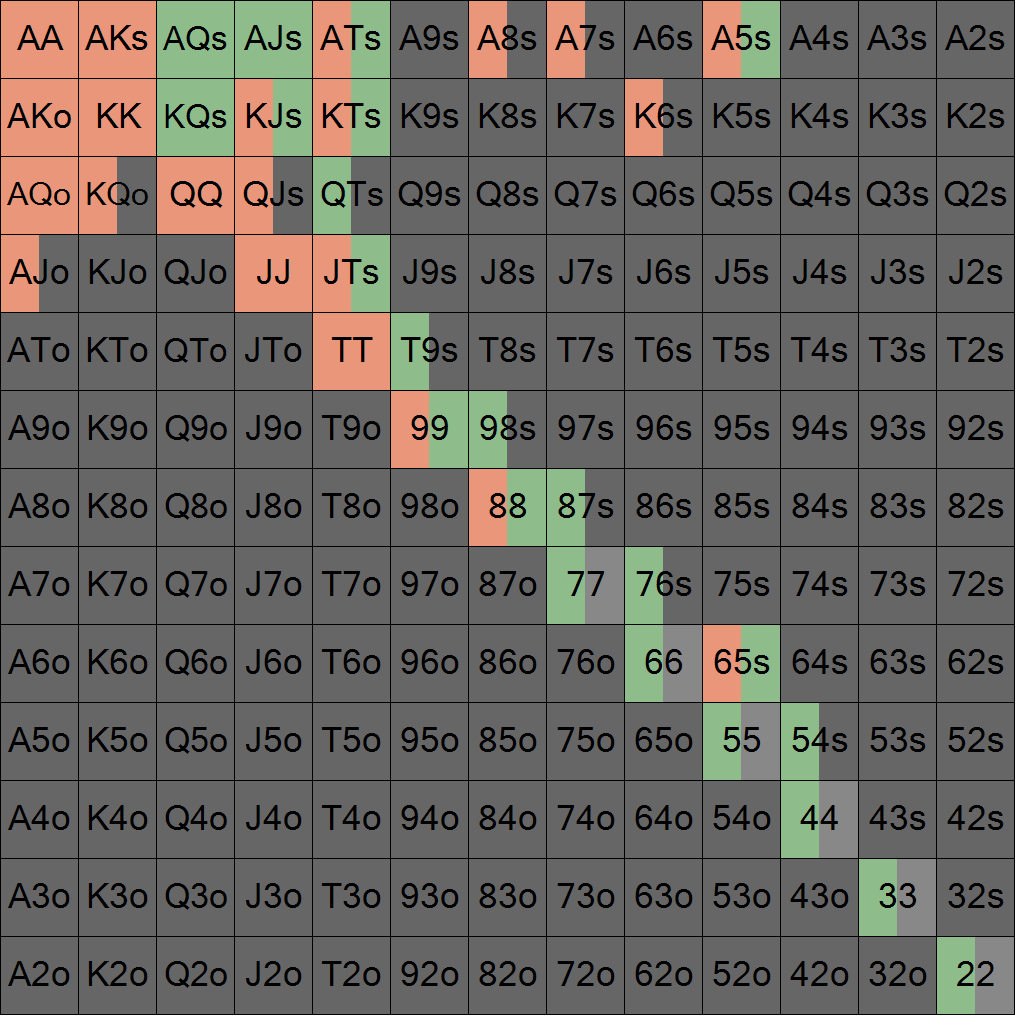 AA AKs AQs AJs ATs A9s A8s A7s A6s A5s A4s A3s A2s
AKo KK KQs KJs KTs K9s K8s K7s K6s K5s K4s K3s K2s
AQo KQo QQ QJs QTs Q9s Q8s Q7s Q6s Q5s Q4s Q3s Q2s
AJo KJo QJo JJ JTs J9s J8s J7s J6s J5s J4s J3s J2s
ATo KTo QTo JTo TT T9s T8s T7s T6s T5s T4s T3s T2s
A9o K9o Q9o J9o T9o 99 98s 97s 96s 95s 94s 93s 92s
A8o K8o Q8o J8o T8o 98o 88 87s 86s 85s 84s 83s 82s
A7o K7o Q7o J7o T7o 97o 87o 77 76s 75s 74s 73s 72s
A6o K6o Q6o J6o T6o 96o 86o 76o 66 65s 64s 63s 62s
A5o K5o Q5o J5o T5o 95o 85o 75o 65o 55 54s 53s 52s
A4o K4o Q4o J4o T4o 94o 84o 74o 64o 54o 44 43s 42s
A3o K3o Q3o J3o T3o 93o 83o 73o 63o 53o 43o 33 32s
A2o K2o Q2o J2o T2o 92o 82o 72o 62o 52o 42o 32o 22